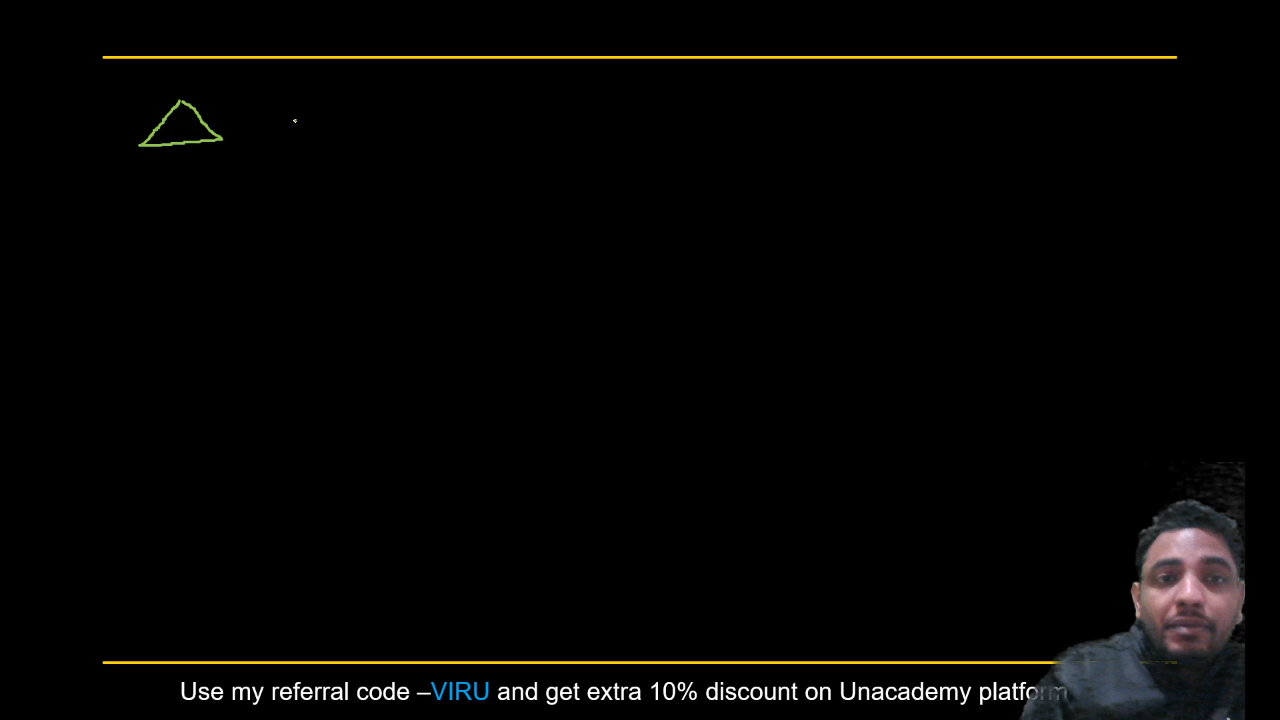 Use my referral code –VIRU and get extra 10% discount on Unacademy platform